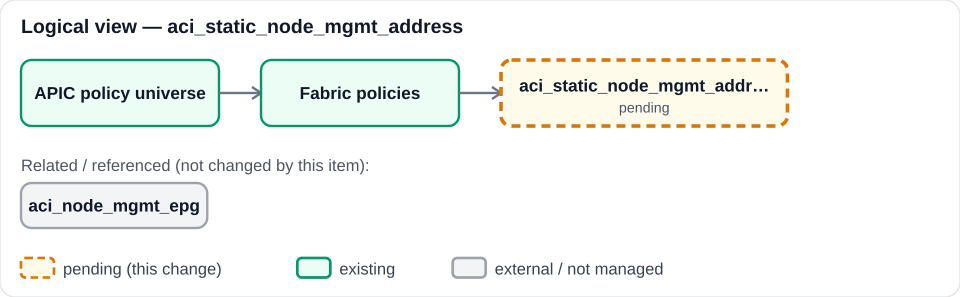 Logical view — aci_static_node_mgmt_address
APIC policy universe
Fabric policies
aci_static_node_mgmt_addr…
pending
Related / referenced (not changed by this item):
aci_node_mgmt_epg
pending (this change)
existing
external / not managed